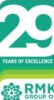 29
YEARS OF EXCELLENCE
RMK
GROUP OF